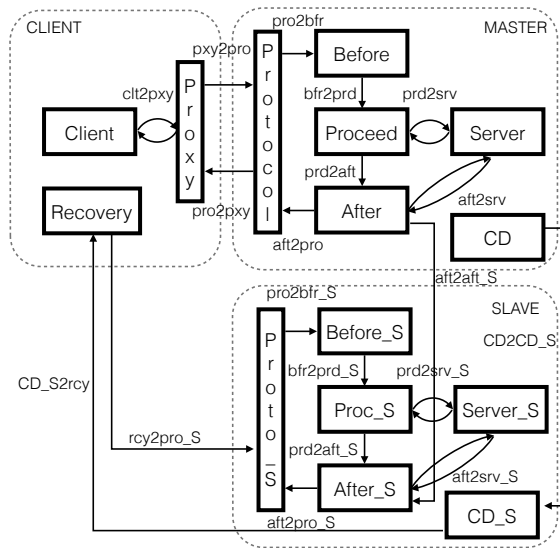 CLIENT
MASTER
pro2bfr
pxy2pro
Before
clt2pxy
bfr2prd
prd2srv
Client
Proxy
Protocol
Proceed
Server
prd2aft
Recovery
pro2pxy
After
aft2srv
aft2pro
CD
aft2aft_S
pro2bfr_S
SLAVE
Before_S
CD2CD_S
bfr2prd_S
prd2srv_S
CD_S2rcy
Proto_S
Proc_S
Server_S
rcy2pro_S
prd2aft_S
After_S
aft2srv_S
aft2pro_S
CD_S